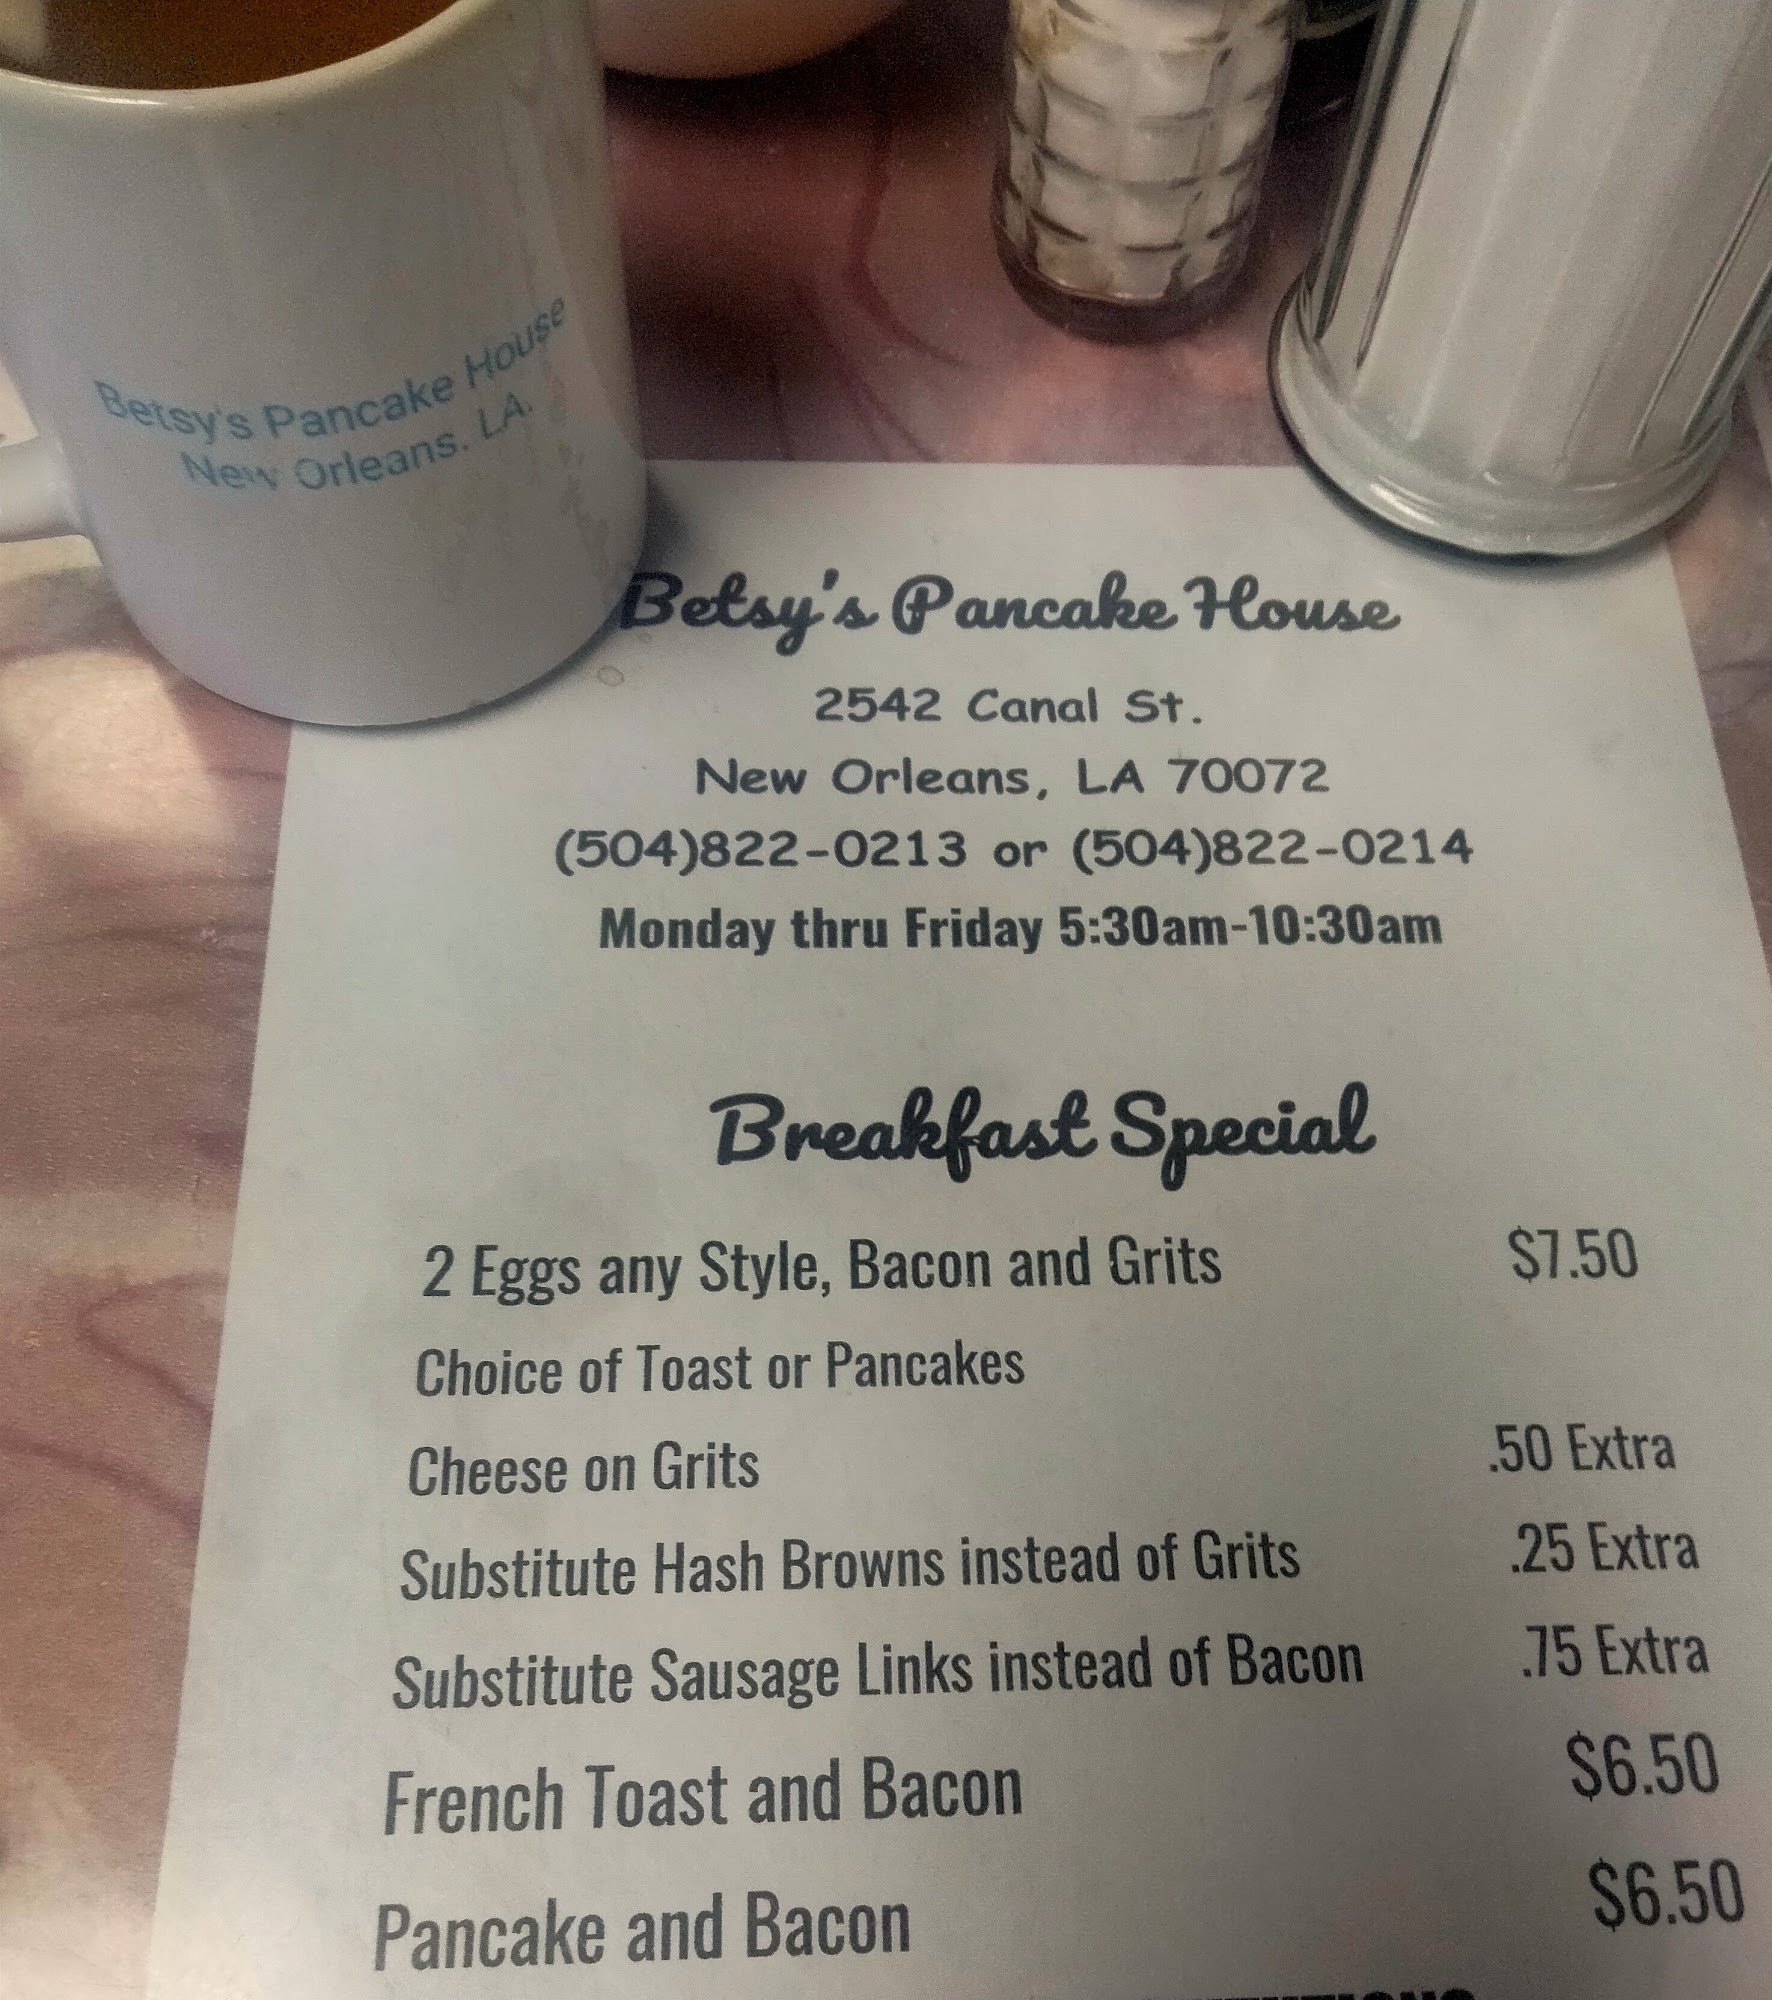 Betsy's Pancake House
New Orleans. LA.
Betsy's Pancake House
2542 Canal St.
New Orleans, LA 70072
(504)822-0213 or (504)822-0214
Monday thru Friday 5:30am-10:30am
Breakfast Special
2 Eggs any Style, Bacon and Grits $7.50
Choice of Toast or Pancakes
Cheese on Grits .50 Extra
Substitute Hash Browns instead of Grits .25 Extra
Substitute Sausage Links instead of Bacon .75 Extra
French Toast and Bacon $6.50
Pancake and Bacon $6.50